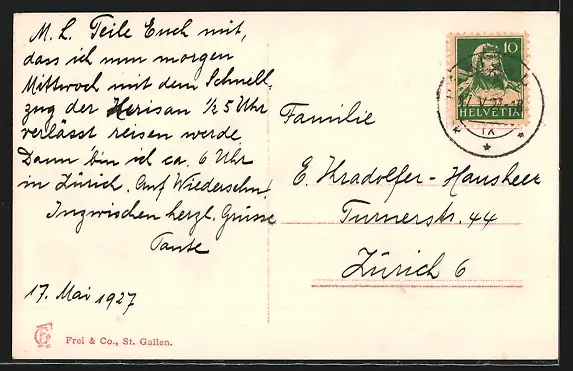 M. L. Teile Euch mit,
dass ich nun morgen
Mittwoch mit dem Schnell-
zug der Herisau 1/2 5 Uhr
verlässt reisen werde.
Dann bin ich ca. 6 Uhr
in Zürich. Auf Wiedersehn!
Inzwischen herzl. Grüsse
Tante
17. Mai 1927
Frei & Co., St. Gallen.
10
HELVETIA
IX
Familie
E. Kradolfer-Hausheer
Turnerstr. 44
Zürich 6